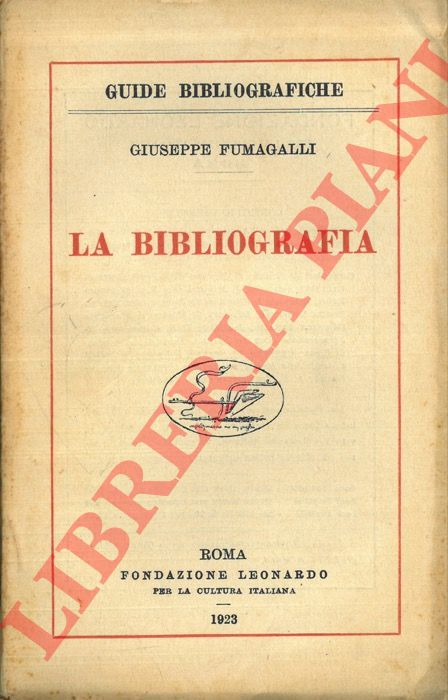 GUIDE BIBLIOGRAFICHE
GIUSEPPE FUMAGALLI
LA BIBLIOGRAFIA
ROMA
FONDAZIONE LEONARDO
PER LA CULTURA ITALIANA
1923
LIBRERIA PIANI